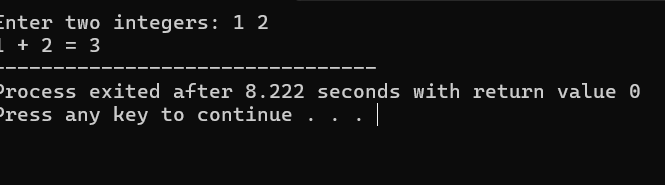 Enter two integers: 1 2
1 + 2 = 3
--------------------------------
Process exited after 8.222 seconds with return value 0
Press any key to continue . . .